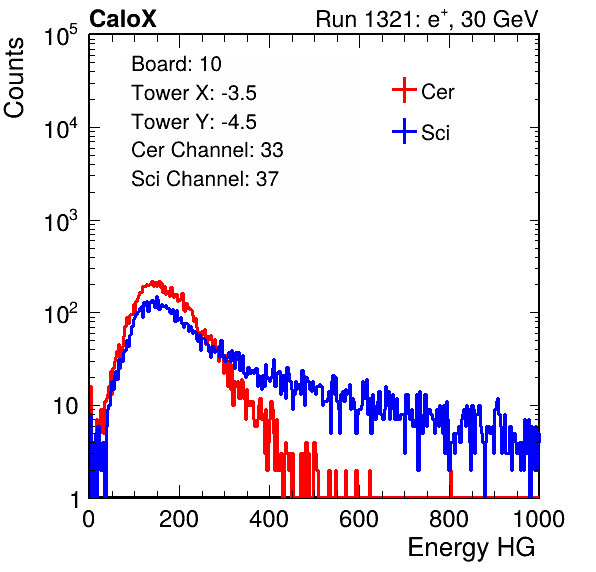 CaloX Run 1321: e⁺, 30 GeV
Counts
10⁵
10⁴
10³
10²
10
1
Board: 10
Tower X: -3.5
Tower Y: -4.5
Cer Channel: 33
Sci Channel: 37
Cer
Sci
0 200 400 600 800 1000
Energy HG